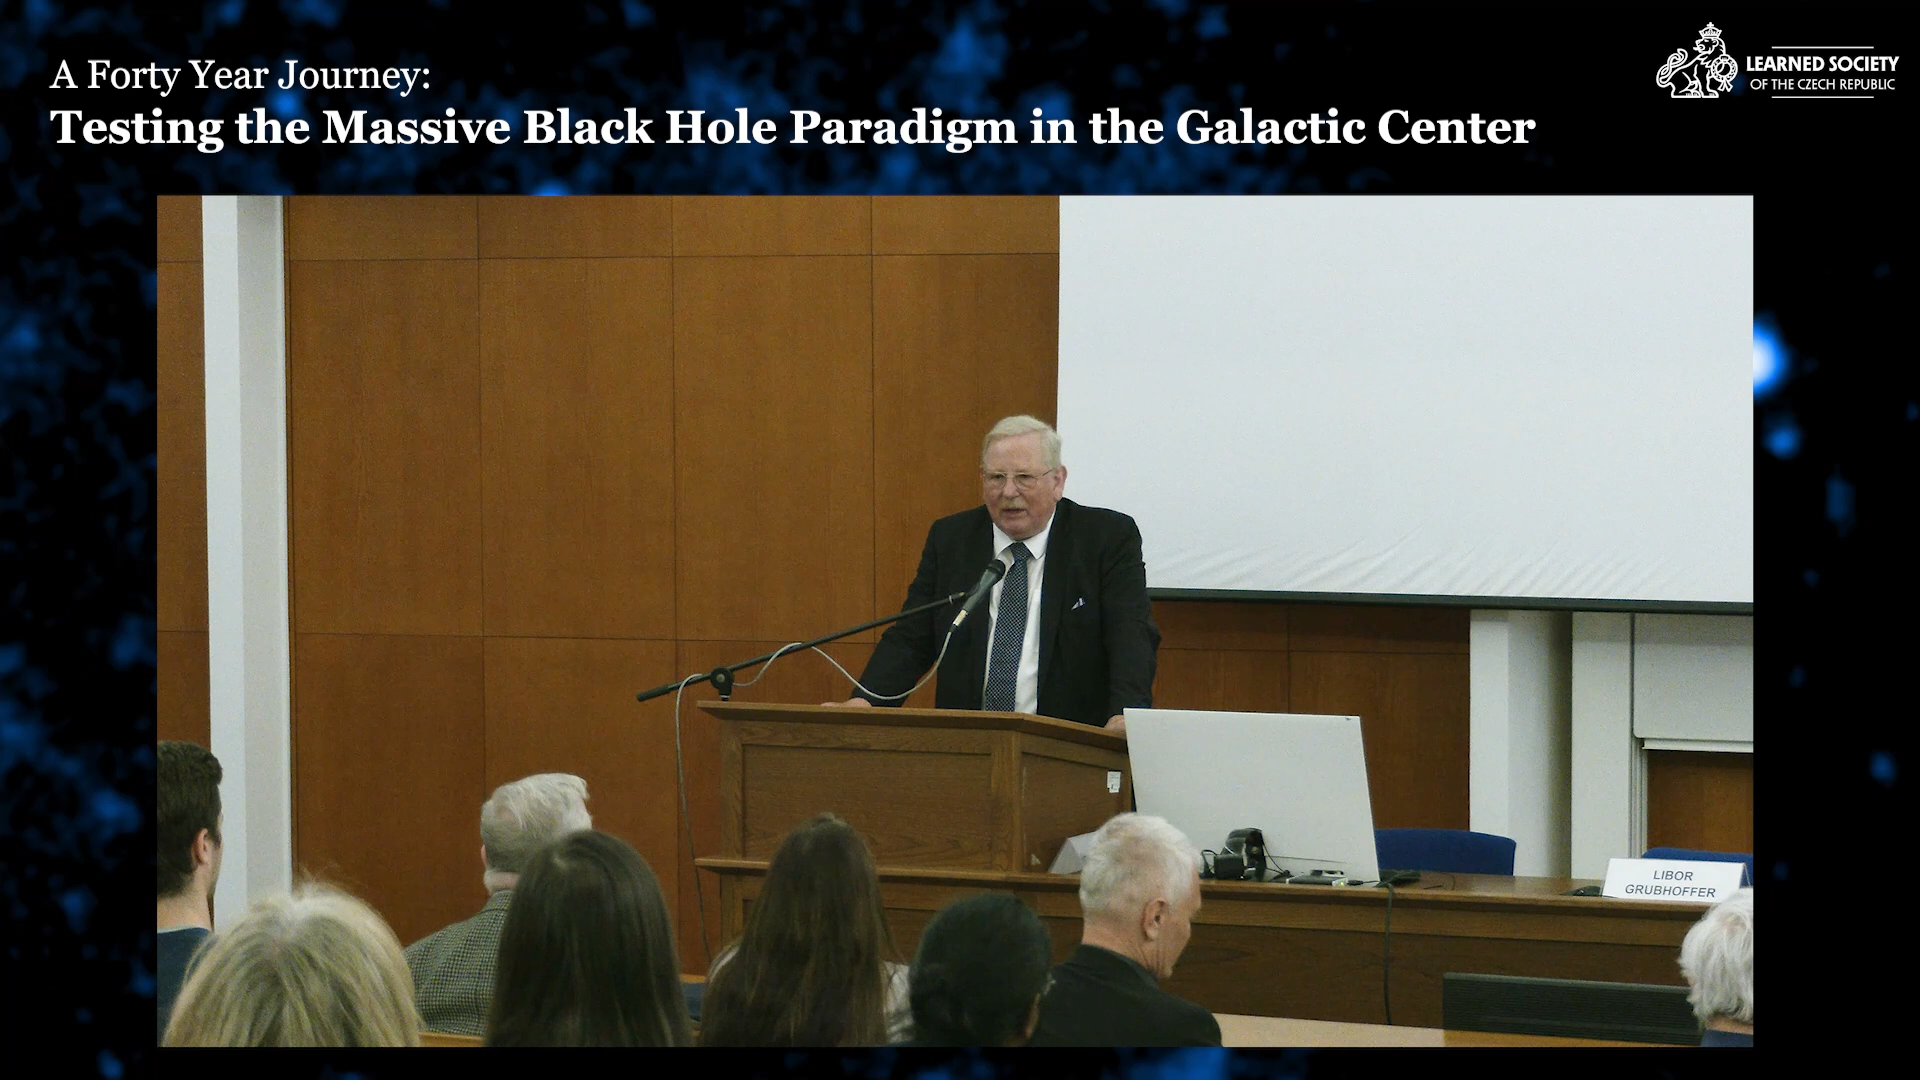 A Forty Year Journey:
Testing the Massive Black Hole Paradigm in the Galactic Center
LEARNED SOCIETY
OF THE CZECH REPUBLIC
LIBOR
GRUBHOFFER